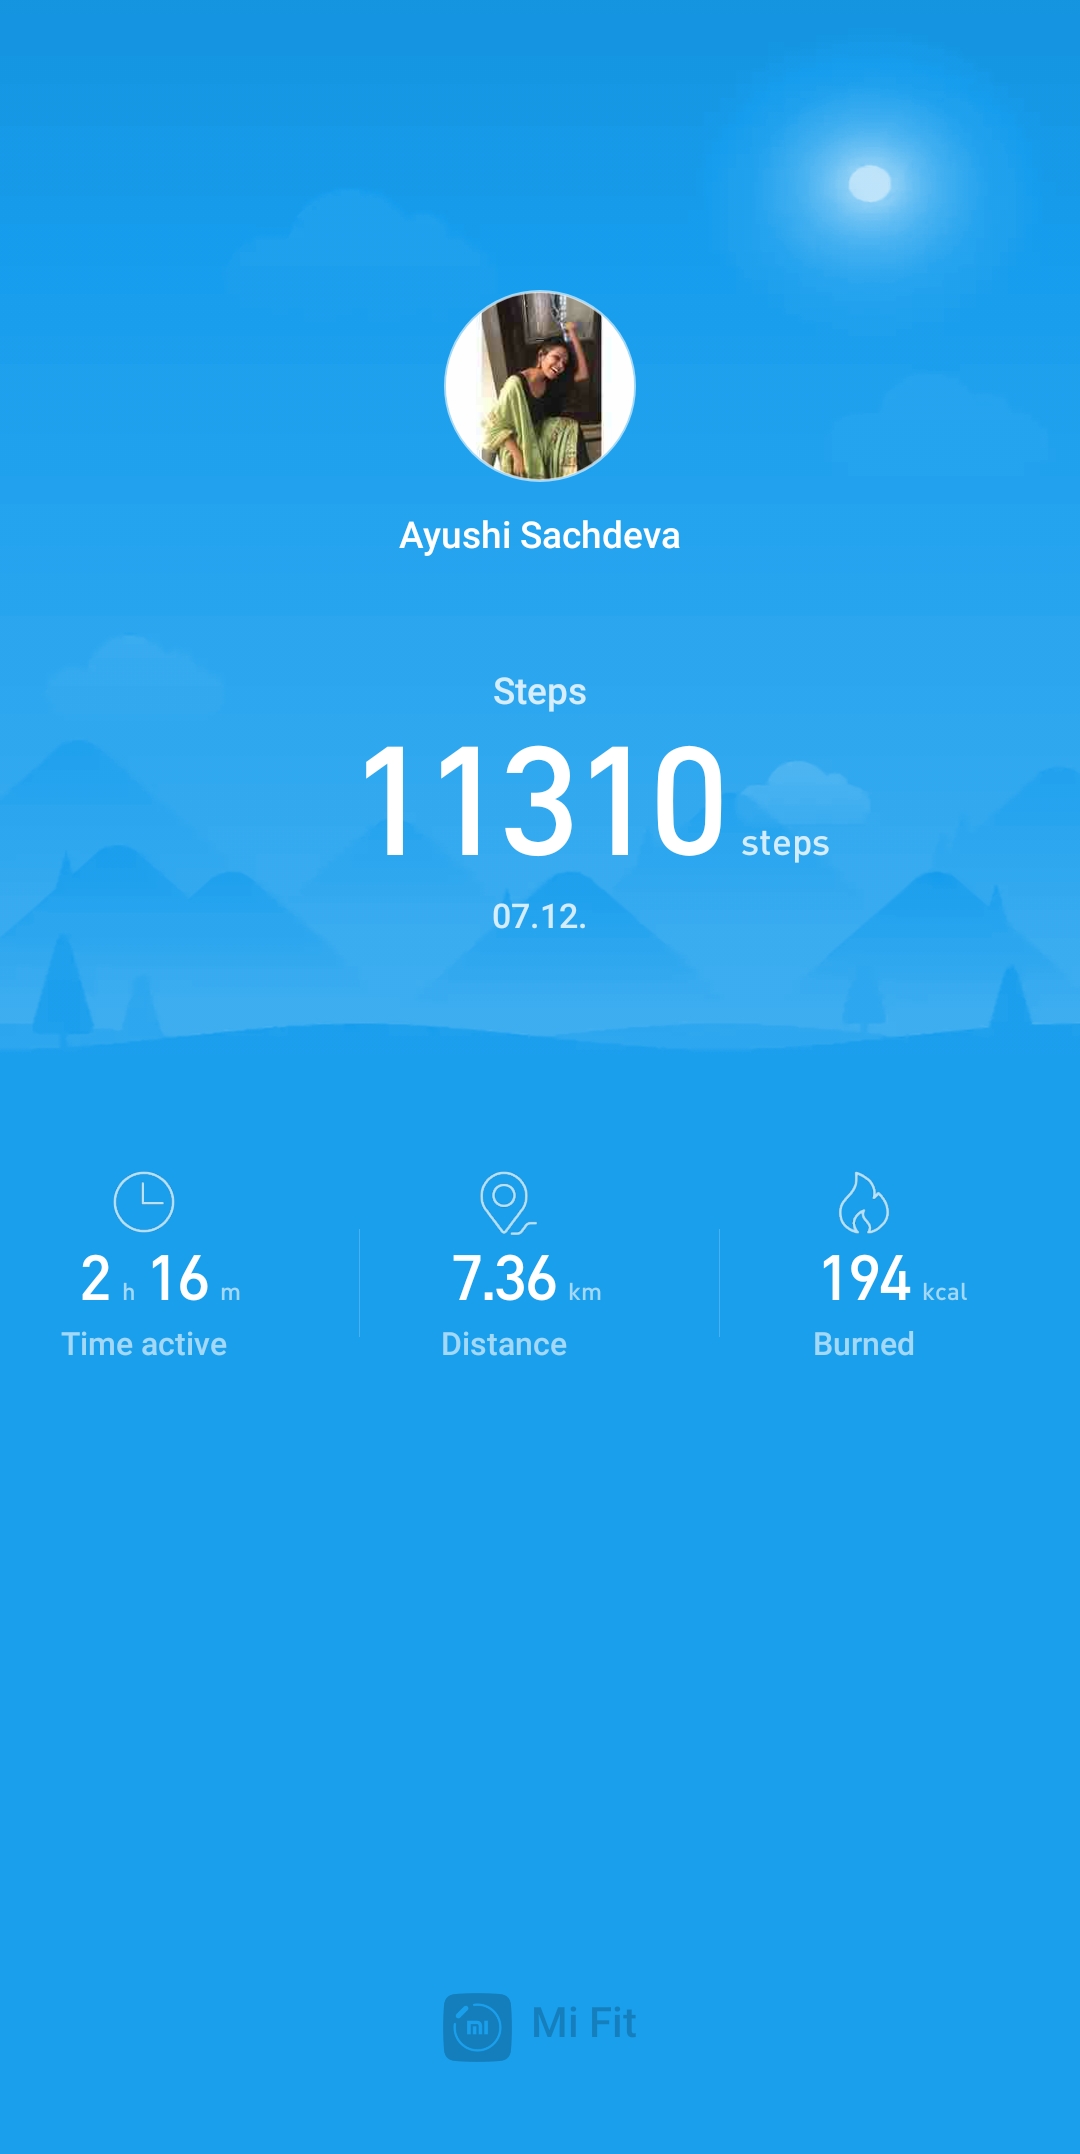 Ayushi Sachdeva
Steps
11310 steps
07.12.
2 h 16 m
Time active
7.36 km
Distance
194 kcal
Burned
mi Mi Fit